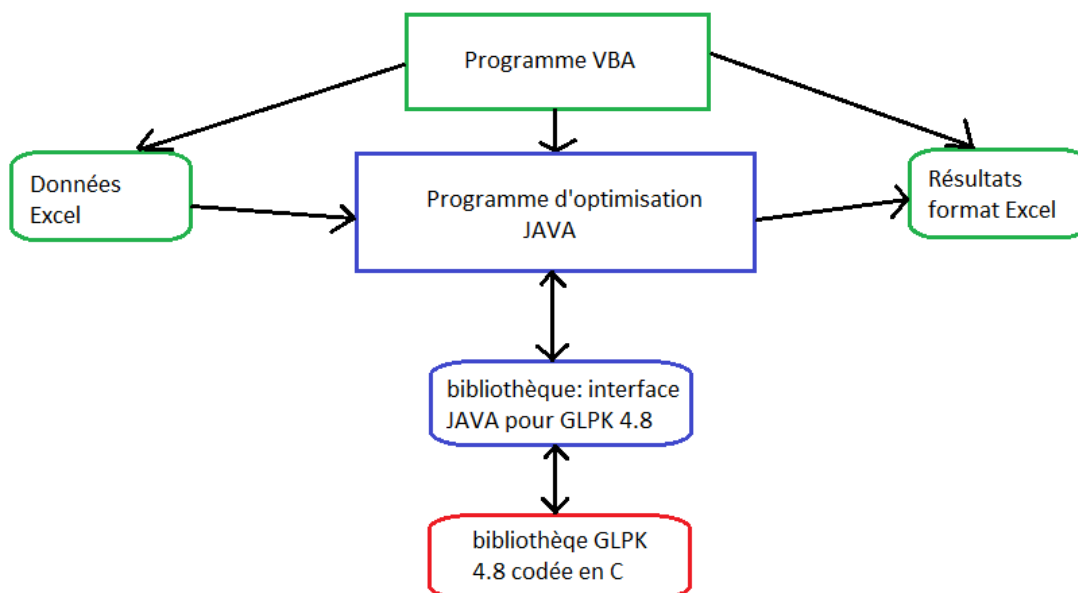 Programme VBA
Données
Excel
Programme d'optimisation
JAVA
Résultats
format Excel
bibliothèque: interface
JAVA pour GLPK 4.8
bibliothèqe GLPK
4.8 codée en C